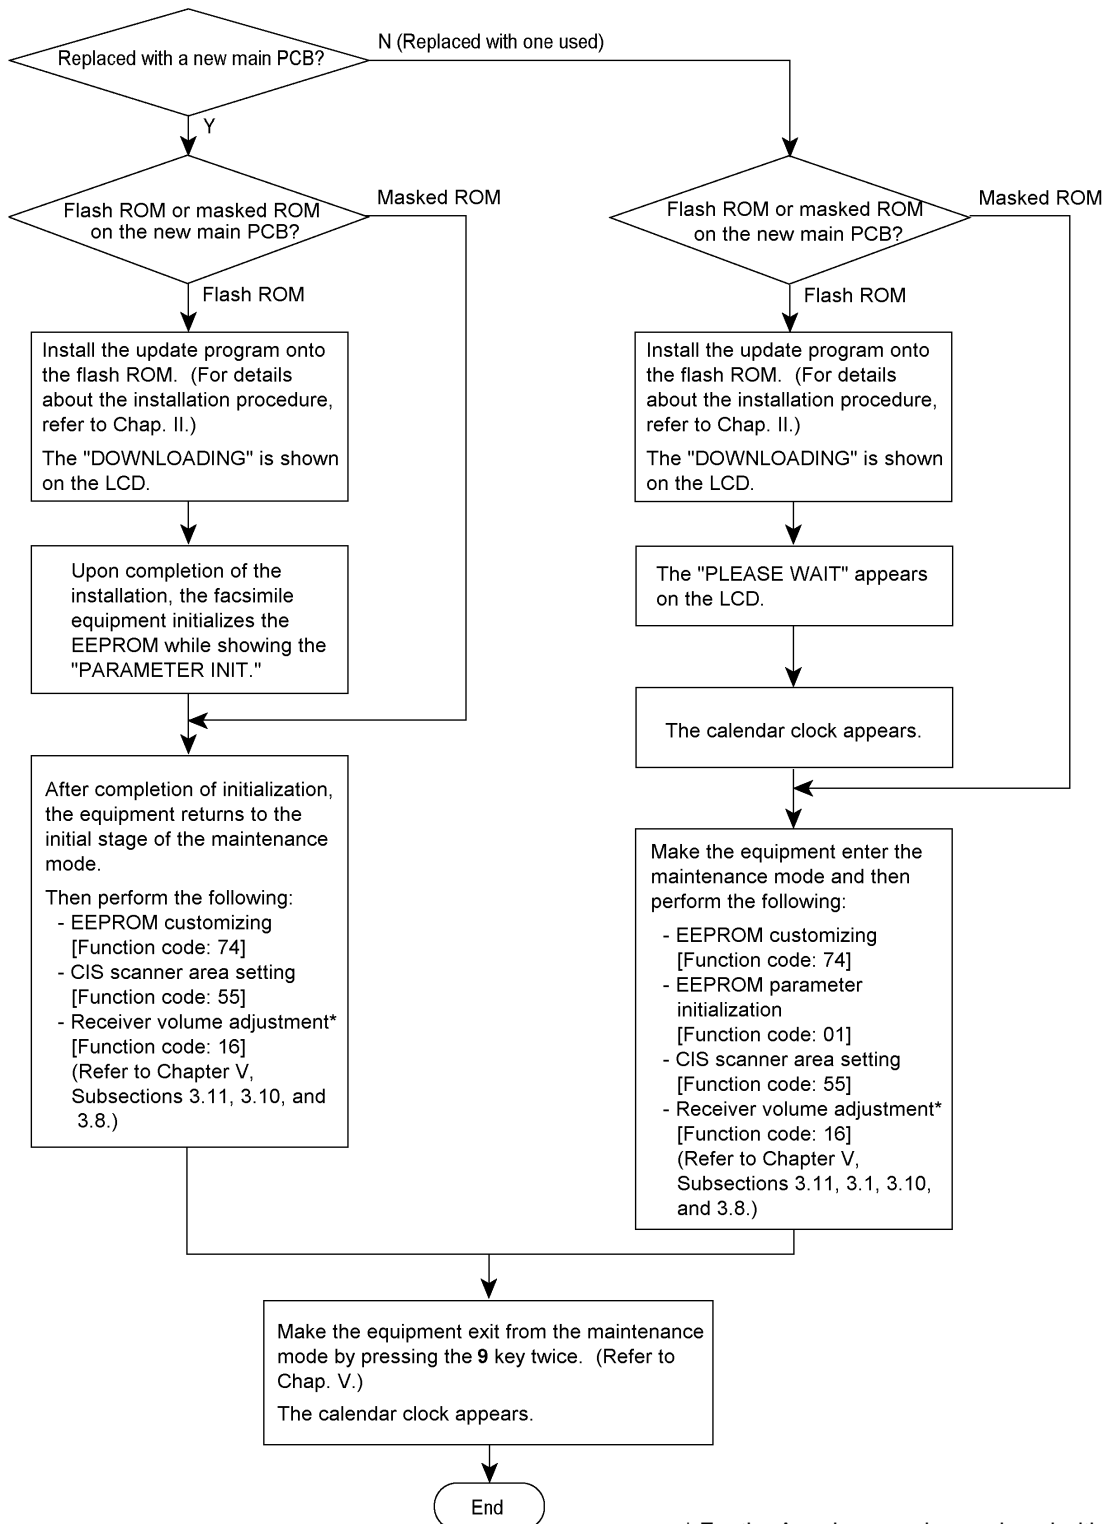 Replaced with a new main PCB?
N (Replaced with one used)
Y
Flash ROM or masked ROM
on the new main PCB?
Masked ROM
Flash ROM
Install the update program onto
the flash ROM. (For details
about the installation procedure,
refer to Chap. II.)
The "DOWNLOADING" is shown
on the LCD.
Upon completion of the
installation, the facsimile
equipment initializes the
EEPROM while showing the
"PARAMETER INIT."
After completion of initialization,
the equipment returns to the
initial stage of the maintenance
mode.
Then perform the following:
- EEPROM customizing
[Function code: 74]
- CIS scanner area setting
[Function code: 55]
- Receiver volume adjustment*
[Function code: 16]
(Refer to Chapter V,
Subsections 3.11, 3.10, and
3.8.)
Flash ROM or masked ROM
on the new main PCB?
Masked ROM
Flash ROM
Install the update program onto
the flash ROM. (For details
about the installation procedure,
refer to Chap. II.)
The "DOWNLOADING" is shown
on the LCD.
The "PLEASE WAIT" appears
on the LCD.
The calendar clock appears.
Make the equipment enter the
maintenance mode and then
perform the following:
- EEPROM customizing
[Function code: 74]
- EEPROM parameter
initialization
[Function code: 01]
- CIS scanner area setting
[Function code: 55]
- Receiver volume adjustment*
[Function code: 16]
(Refer to Chapter V,
Subsections 3.11, 3.1, 3.10,
and 3.8.)
Make the equipment exit from the maintenance
mode by pressing the 9 key twice. (Refer to
Chap. V.)
The calendar clock appears.
End